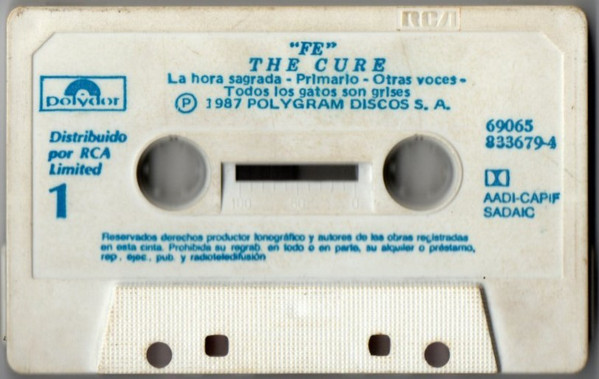 RCA
"FE"
THE CURE
La hora sagrada - Primario - Otras voces -
Todos los gatos son grises
Ⓟ 1987 POLYGRAM DISCOS S. A.
polydor
Distribuido
por RCA
Limited
1
69065
833679-4
AADI-CAPIF
SADAIC
100 50 0
Reservados derechos productor fonográfico y autores de las obras registradas
en esta cinta. Prohibida su regrab. en todo o en parte, su alquiler o préstamo,
rep., ejec., pub. y radioteledifusión